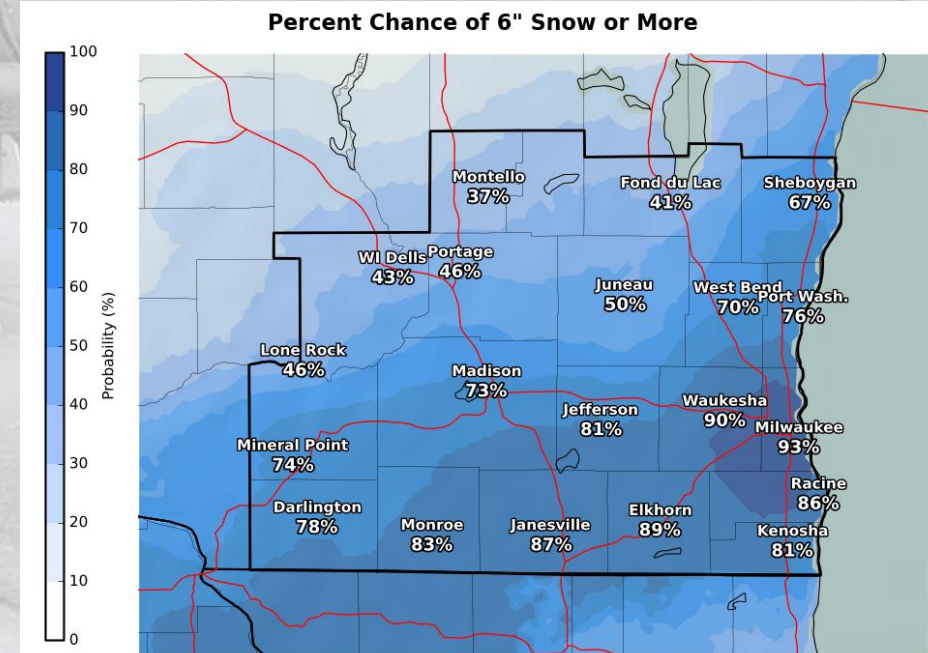 Percent Chance of 6" Snow or More
100
90
80
70
60
50
40
30
20
10
0
Probability (%)
Montello
37%
Fond du Lac
41%
Sheboygan
67%
WI Dells
43%
Portage
46%
Juneau
50%
West Bend
70%
Port Wash.
76%
Lone Rock
46%
Madison
73%
Jefferson
81%
Waukesha
90%
Milwaukee
93%
Mineral Point
74%
Racine
86%
Darlington
78%
Monroe
83%
Janesville
87%
Elkhorn
89%
Kenosha
81%